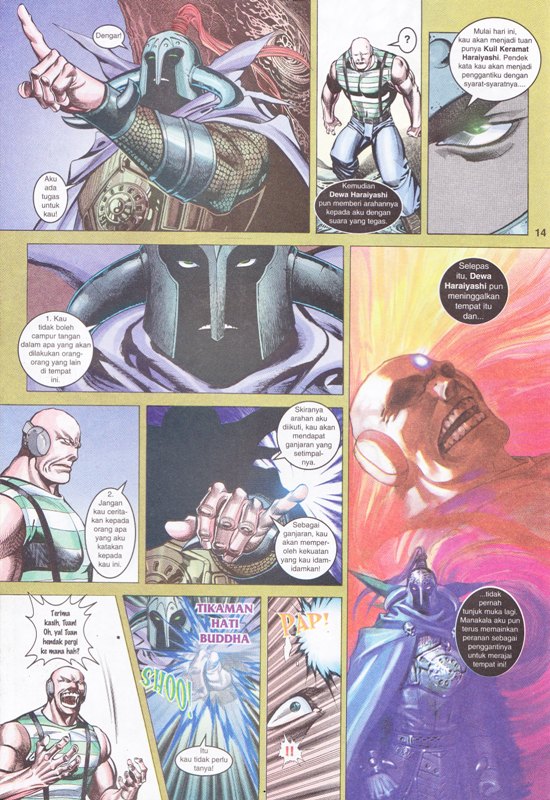 Dengar!
Aku
ada
tugas
untuk
kau!
?
Kemudian
Dewa Haraiyashi
pun memberi arahannya
kepada aku dengan
suara yang tegas.
Mulai hari ini,
kau akan menjadi tuan
punya Kuil Keramat
Haraiyashi. Pendek
kata kau akan menjadi
penggantiku dengan
syarat-syaratnya....
14
1. Kau
tidak boleh
campur tangan
dalam apa yang akan
dilakukan orang-
orang yang lain
di tempat
ini.
2.
Jangan
kau cerita-
kan kepada
orang apa
yang aku
katakan
kepada
kau ini.
Skiranya
arahan aku
diikuti, kau akan
mendapat
ganjaran yang
setimpal-
nya.
Sebagai
ganjaran, kau
akan memper-
oleh kekuatan
yang kau idam-
idamkan!
Terima
kasih, Tuan!
Oh, ya! Tuan
hendak pergi
ke mana hah?
TIKAMAN
HATI
BUDDHA
OOHS!OO!
Itu
kau tidak perlu
tanya!
PAP!
!!
Selepas
itu, Dewa
Haraiyashi pun
meninggalkan
tempat itu
dan...
...tidak
pernah
tunjuk muka lagi.
Manakala aku pun
terus memainkan
peranan sebagai
penggantinya
untuk merajai
tempat ini!